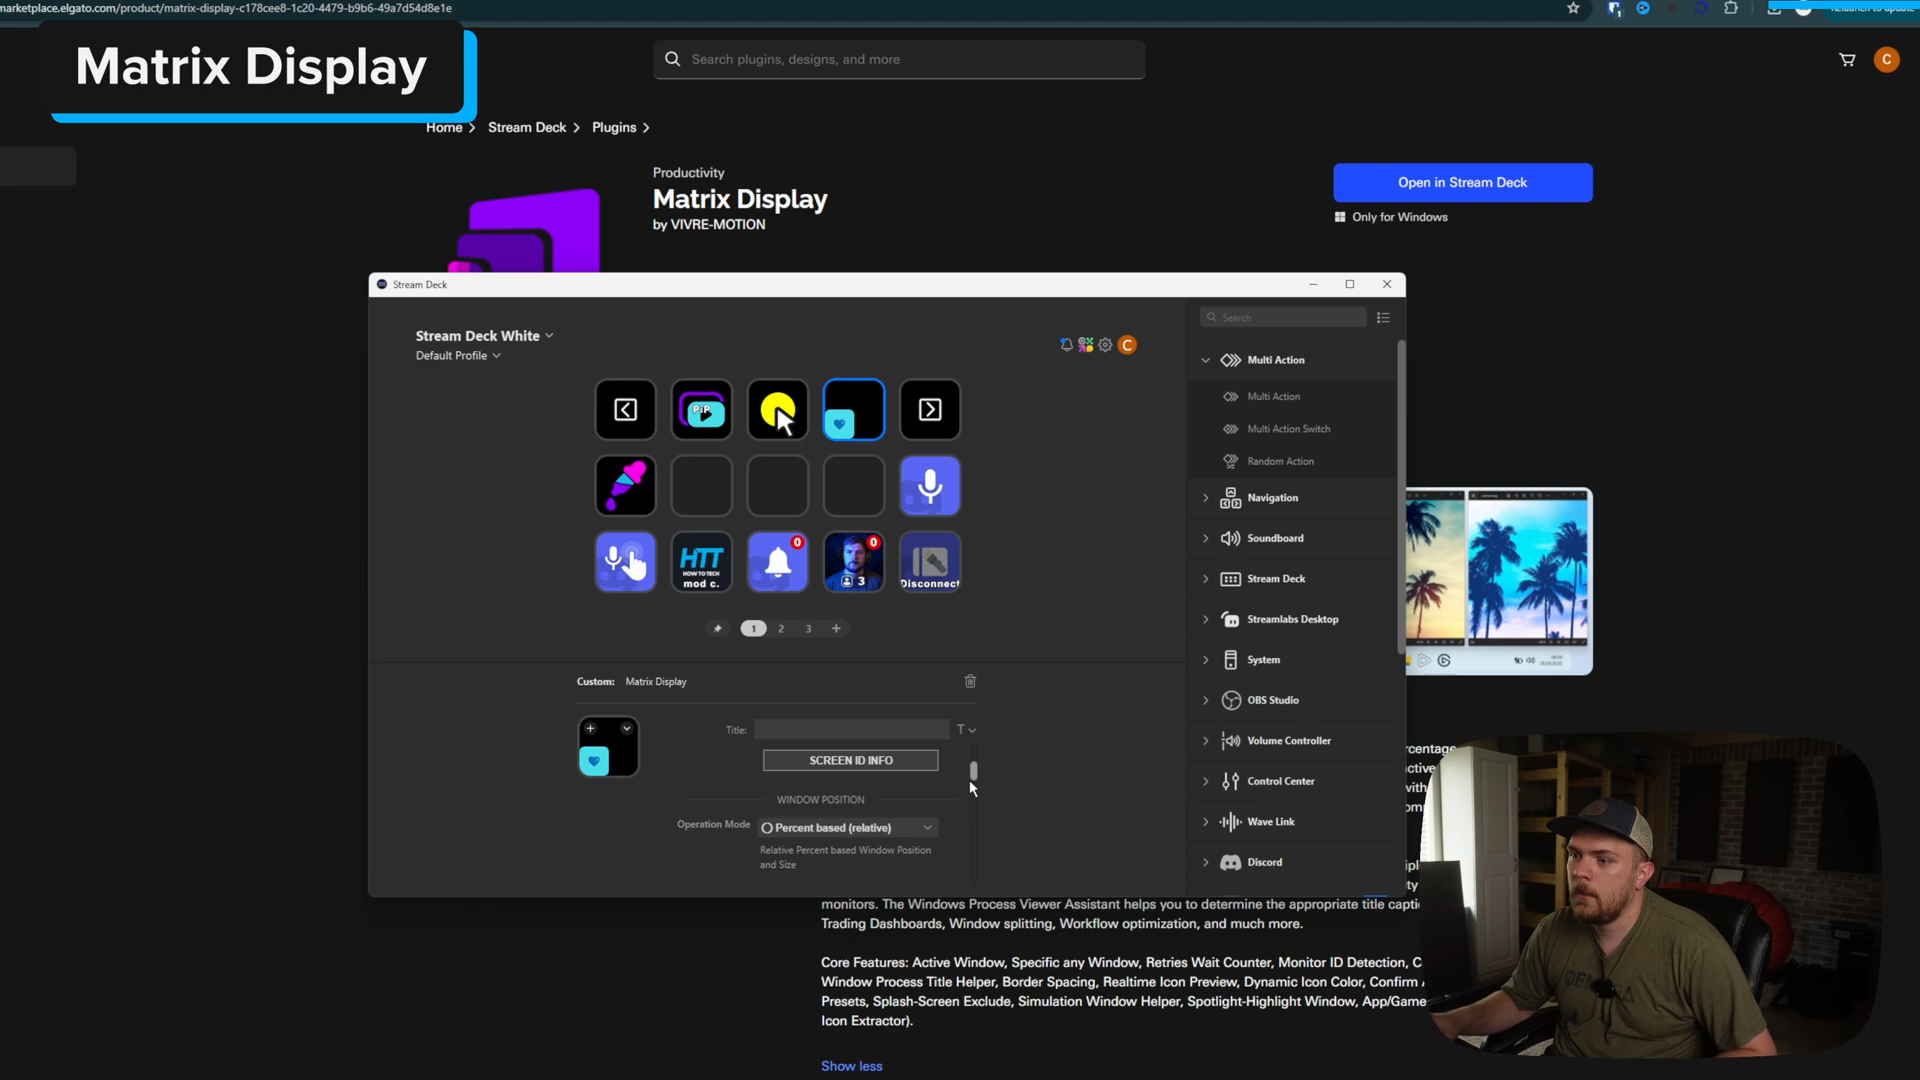 marketplace.elgato.com/product/matrix-display-c178cee8-1c20-4479-b9b6-49a7d54d8e1e
Matrix Display
Search plugins, designs, and more
C
Home
Stream Deck
Plugins
Productivity
Matrix Display
by VIVRE-MOTION
Open in Stream Deck
Only for Windows
Stream Deck
Stream Deck White
Default Profile
C
Search
Multi Action
Multi Action
Multi Action Switch
Random Action
Navigation
Soundboard
Stream Deck
Streamlabs Desktop
System
OBS Studio
Volume Controller
Control Center
Wave Link
Discord
PiP
HTT
HOW TO TECH
mod c.
0
0
3
Disconnect
1
2
3
Custom: Matrix Display
Title:
T
SCREEN ID INFO
WINDOW POSITION
Operation Mode
Percent based (relative)
Relative Percent based Window Position
and Size
monitors. The Windows Process Viewer Assistant helps you to determine the appropriate title capti
Trading Dashboards, Window splitting, Workflow optimization, and much more.
Core Features: Active Window, Specific any Window, Retries Wait Counter, Monitor ID Detection, C
Window Process Title Helper, Border Spacing, Realtime Icon Preview, Dynamic Icon Color, Confirm
Presets, Splash-Screen Exclude, Simulation Window Helper, Spotlight-Highlight Window, App/Game
Icon Extractor).
Show less